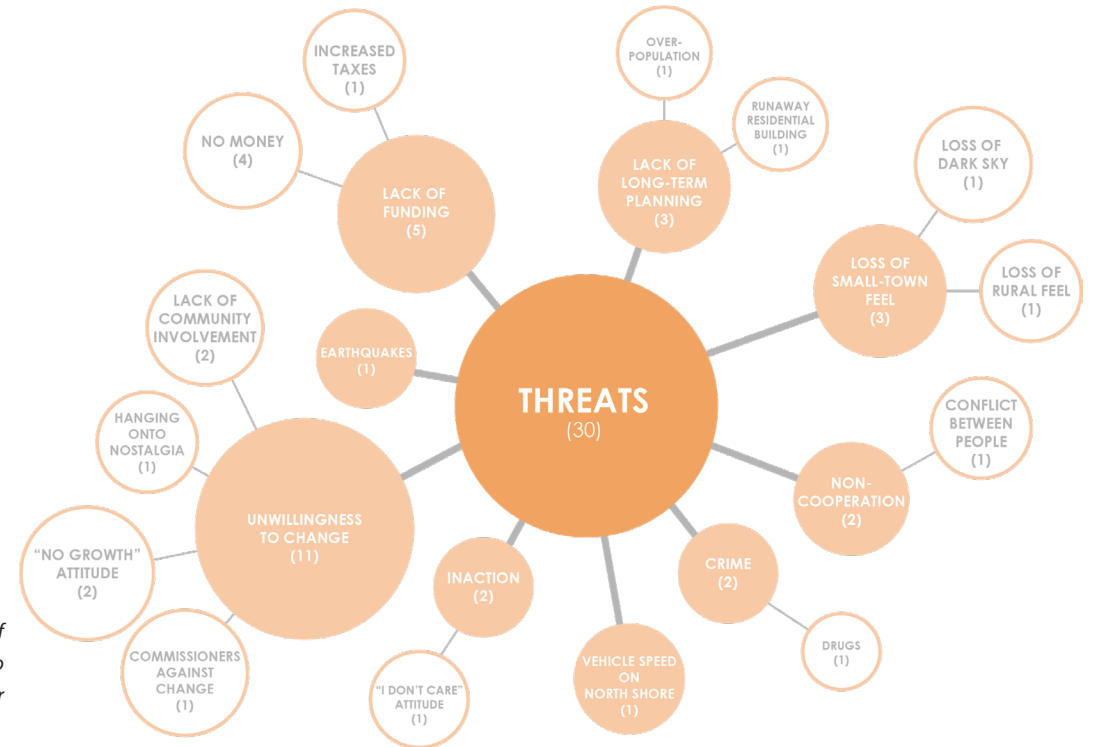 INCREASED
TAXES
(1)
NO MONEY
(4)
LACK OF
FUNDING
(5)
OVER-
POPULATION
(1)
RUNAWAY
RESIDENTIAL
BUILDING
(1)
LACK OF
LONG-TERM
PLANNING
(3)
LOSS OF
DARK SKY
(1)
LOSS OF
SMALL-TOWN
FEEL
(3)
LOSS OF
RURAL FEEL
(1)
LACK OF
COMMUNITY
INVOLVEMENT
(2)
EARTHQUAKES
(1)
THREATS
(30)
HANGING
ONTO
NOSTALGIA
(1)
CONFLICT
BETWEEN
PEOPLE
(1)
NON-
COOPERATION
(2)
UNWILLINGNESS
TO CHANGE
(11)
"NO GROWTH"
ATTITUDE
(2)
INACTION
(2)
CRIME
(2)
COMMISSIONERS
AGAINST
CHANGE
(1)
"I DON'T CARE"
ATTITUDE
(1)
VEHICLE SPEED
ON
NORTH SHORE
(1)
DRUGS
(1)